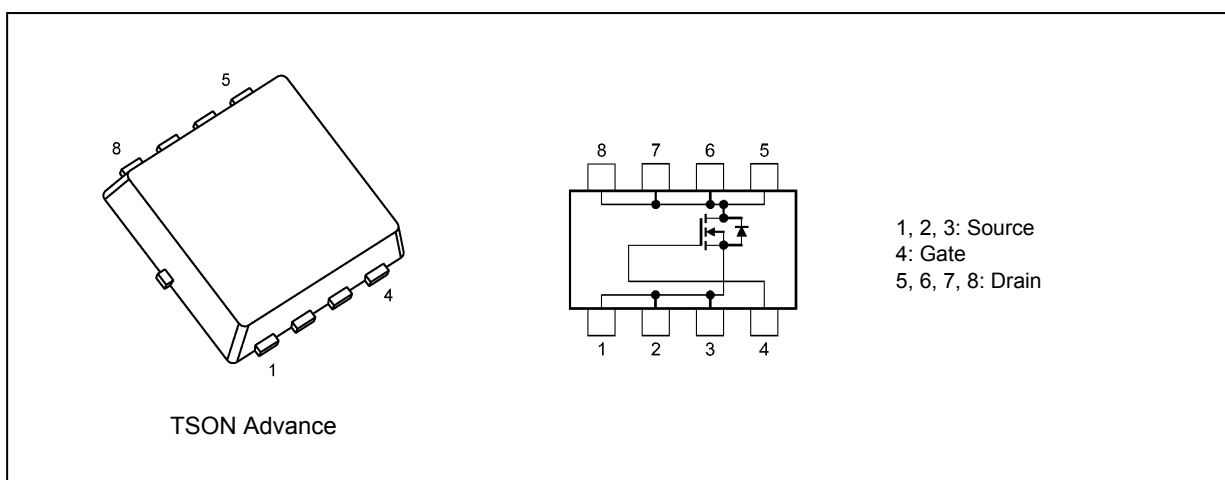 5
8
4
1
TSON Advance
8 7 6 5
1 2 3 4
1, 2, 3: Source
4: Gate
5, 6, 7, 8: Drain